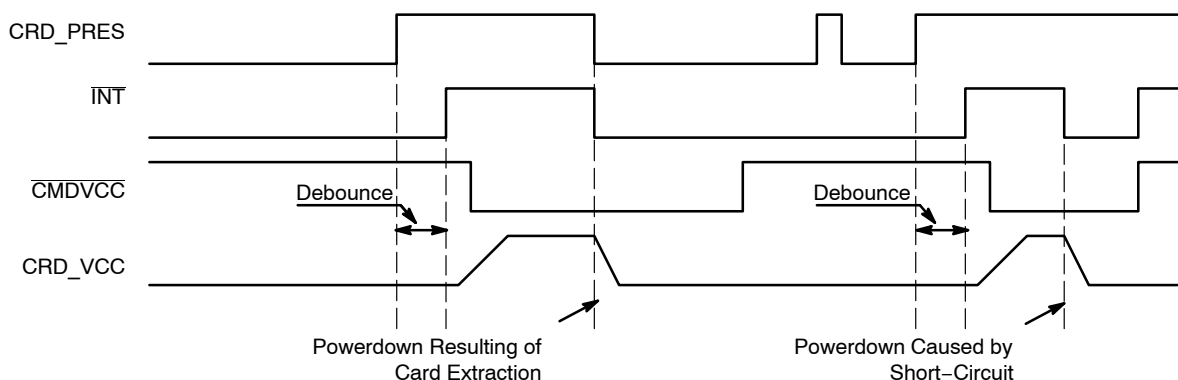 CRD_PRES
INT
CMDVCC
Debounce
Debounce
CRD_VCC
Powerdown Resulting of
Card Extraction
Powerdown Caused by
Short−Circuit